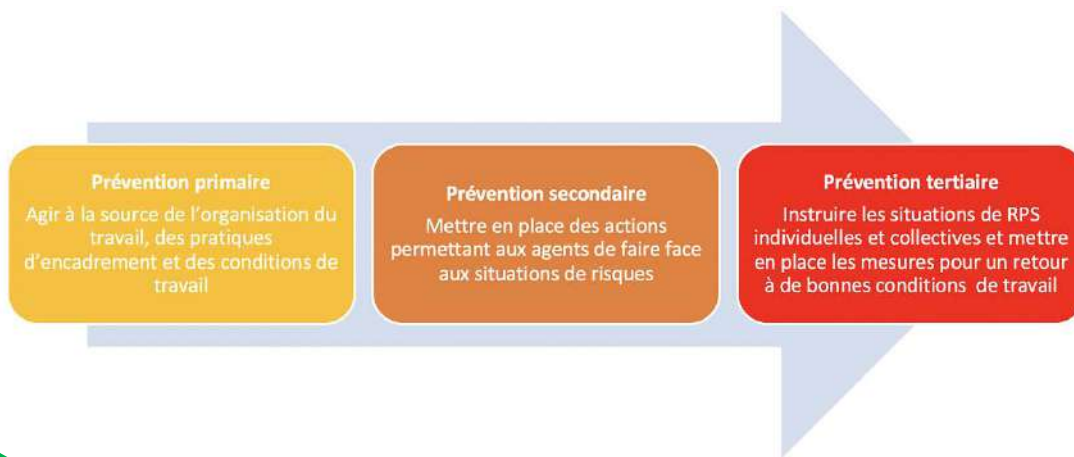 Prévention primaire
Agir à la source de l'organisation du
travail, des pratiques
d'encadrement et des conditions de
travail
Prévention secondaire
Mettre en place des actions
permettant aux agents de faire face
aux situations de risques
Prévention tertiaire
Instruire les situations de RPS
individuelles et collectives et mettre
en place les mesures pour un retour
à de bonnes conditions de travail